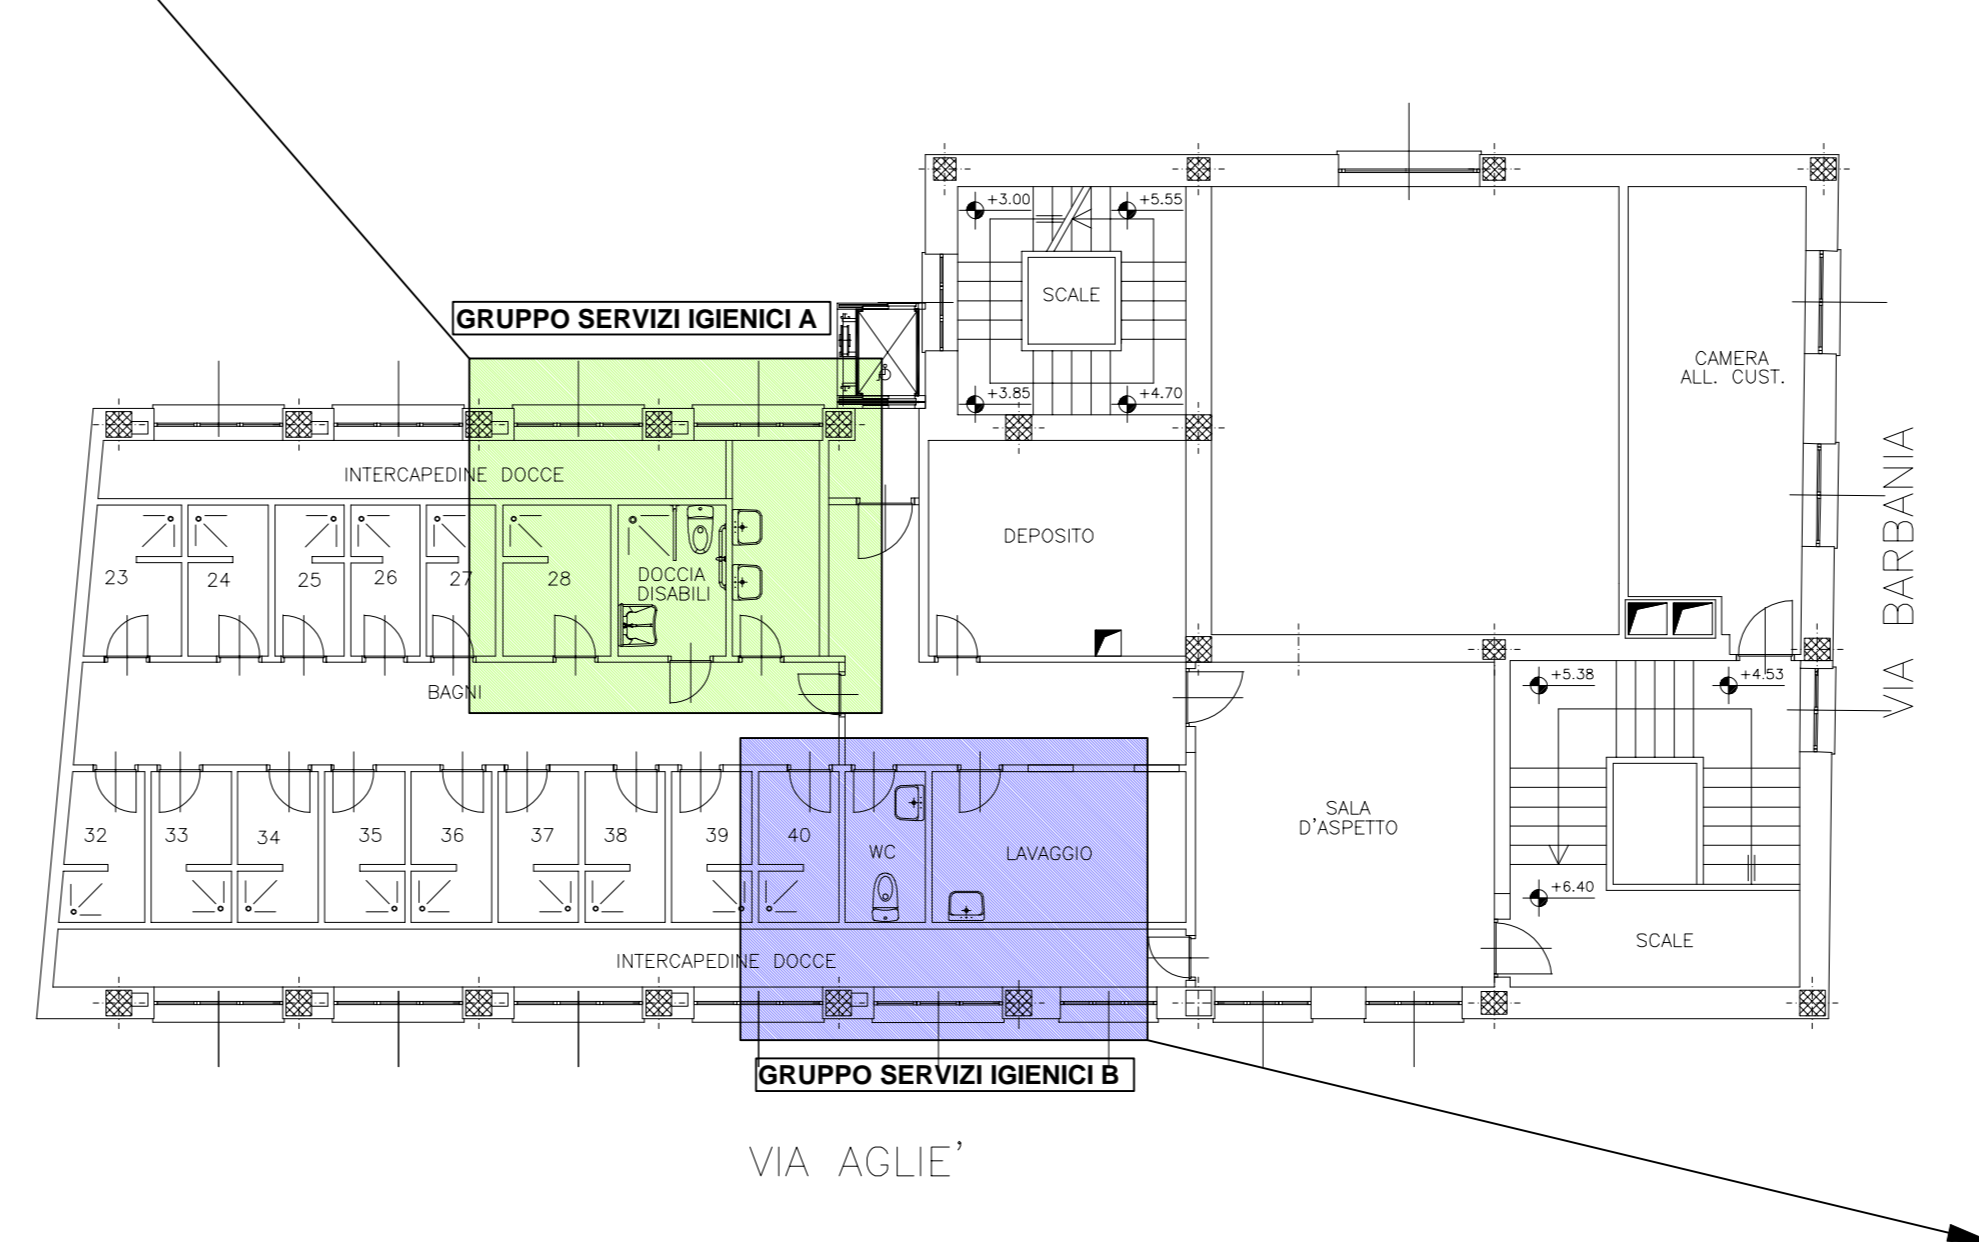 +3.00
+5.55
SCALE
GRUPPO SERVIZI IGIENICI A
CAMERA
ALL. CUST.
+3.85
+4.70
INTERCAPEDINE DOCCE
DEPOSITO
VIA BARBANIA
23
24
25
26
27
28
DOCCIA
DISABILI
BAGNI
+5.38
+4.53
32
33
34
35
36
37
38
39
40
WC
LAVAGGIO
SALA
D'ASPETTO
+6.40
SCALE
INTERCAPEDINE DOCCE
GRUPPO SERVIZI IGIENICI B
VIA AGLIE'